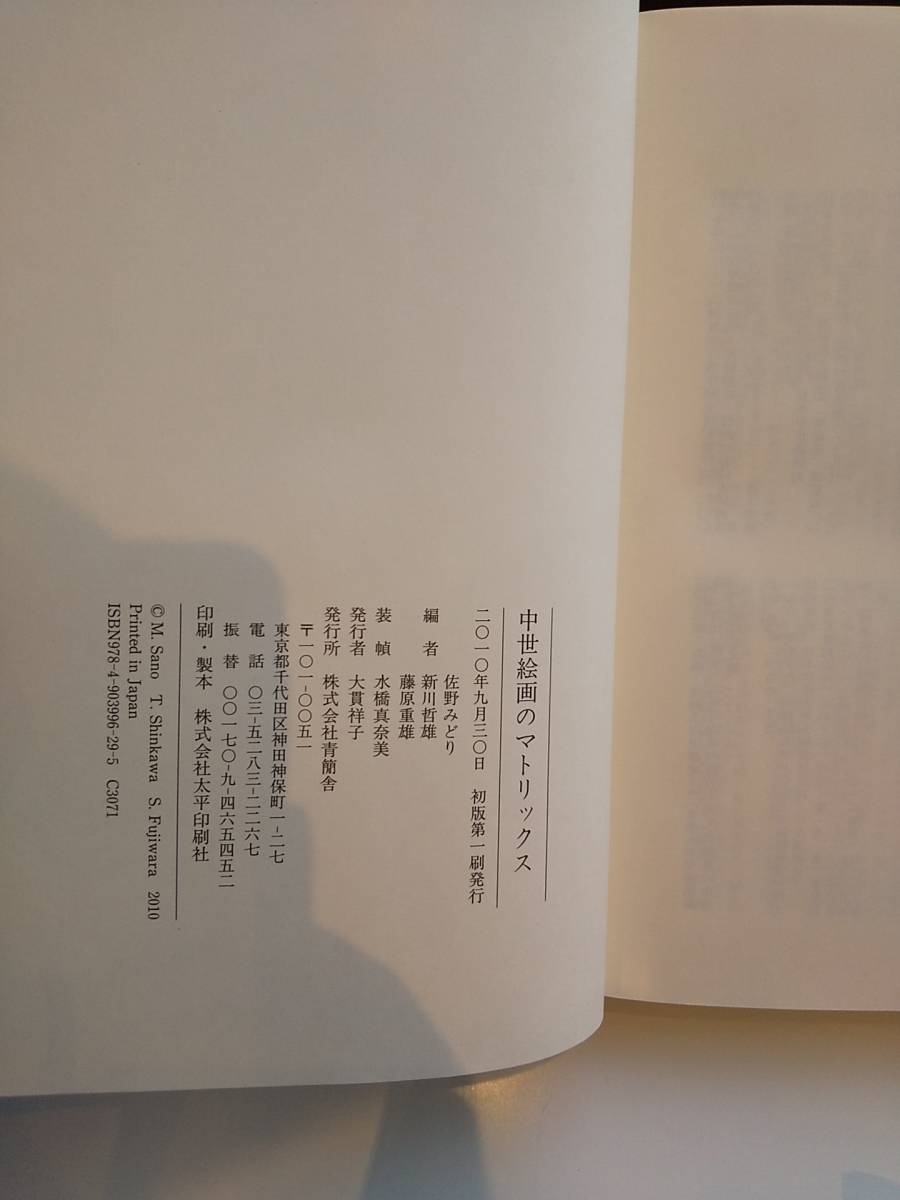 中世絵画のマトリックス
二〇一〇年九月三〇日　初版第一刷発行
佐野みどり
編　者　新川哲雄
藤原重雄
装　幀　水橋真奈美
発行者　大貫祥子
発行所　株式会社青簡舎
〒一〇一-〇〇五一
東京都千代田区神田神保町一-二七
電　話　〇三-五二八三-二二六七
振　替　〇〇一七〇-九-四六五四五二
印刷・製本　株式会社太平印刷社
© M. Sano　T. Shinkawa　S. Fujiwara　2010
Printed in Japan
ISBN978-4-903996-29-5　C3071